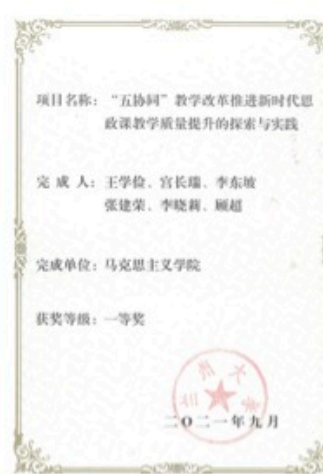 项目名称：“五协同”教学改革推进新时代思
政课教学质量提升的探索与实践
完 成 人：王学俭、宫长瑞、李东坡
张建荣、李晓莉、顾超
完成单位：马克思主义学院
获奖等级：一等奖
兰州大学
二〇二一年九月